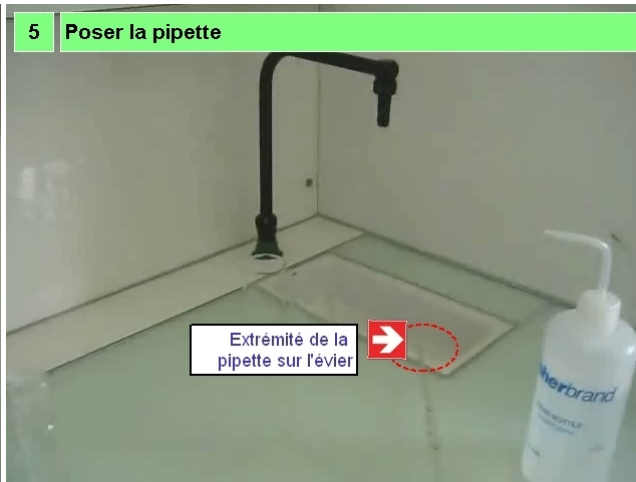 5 Poser la pipette
Extrémité de la
pipette sur l'évier
herbrand